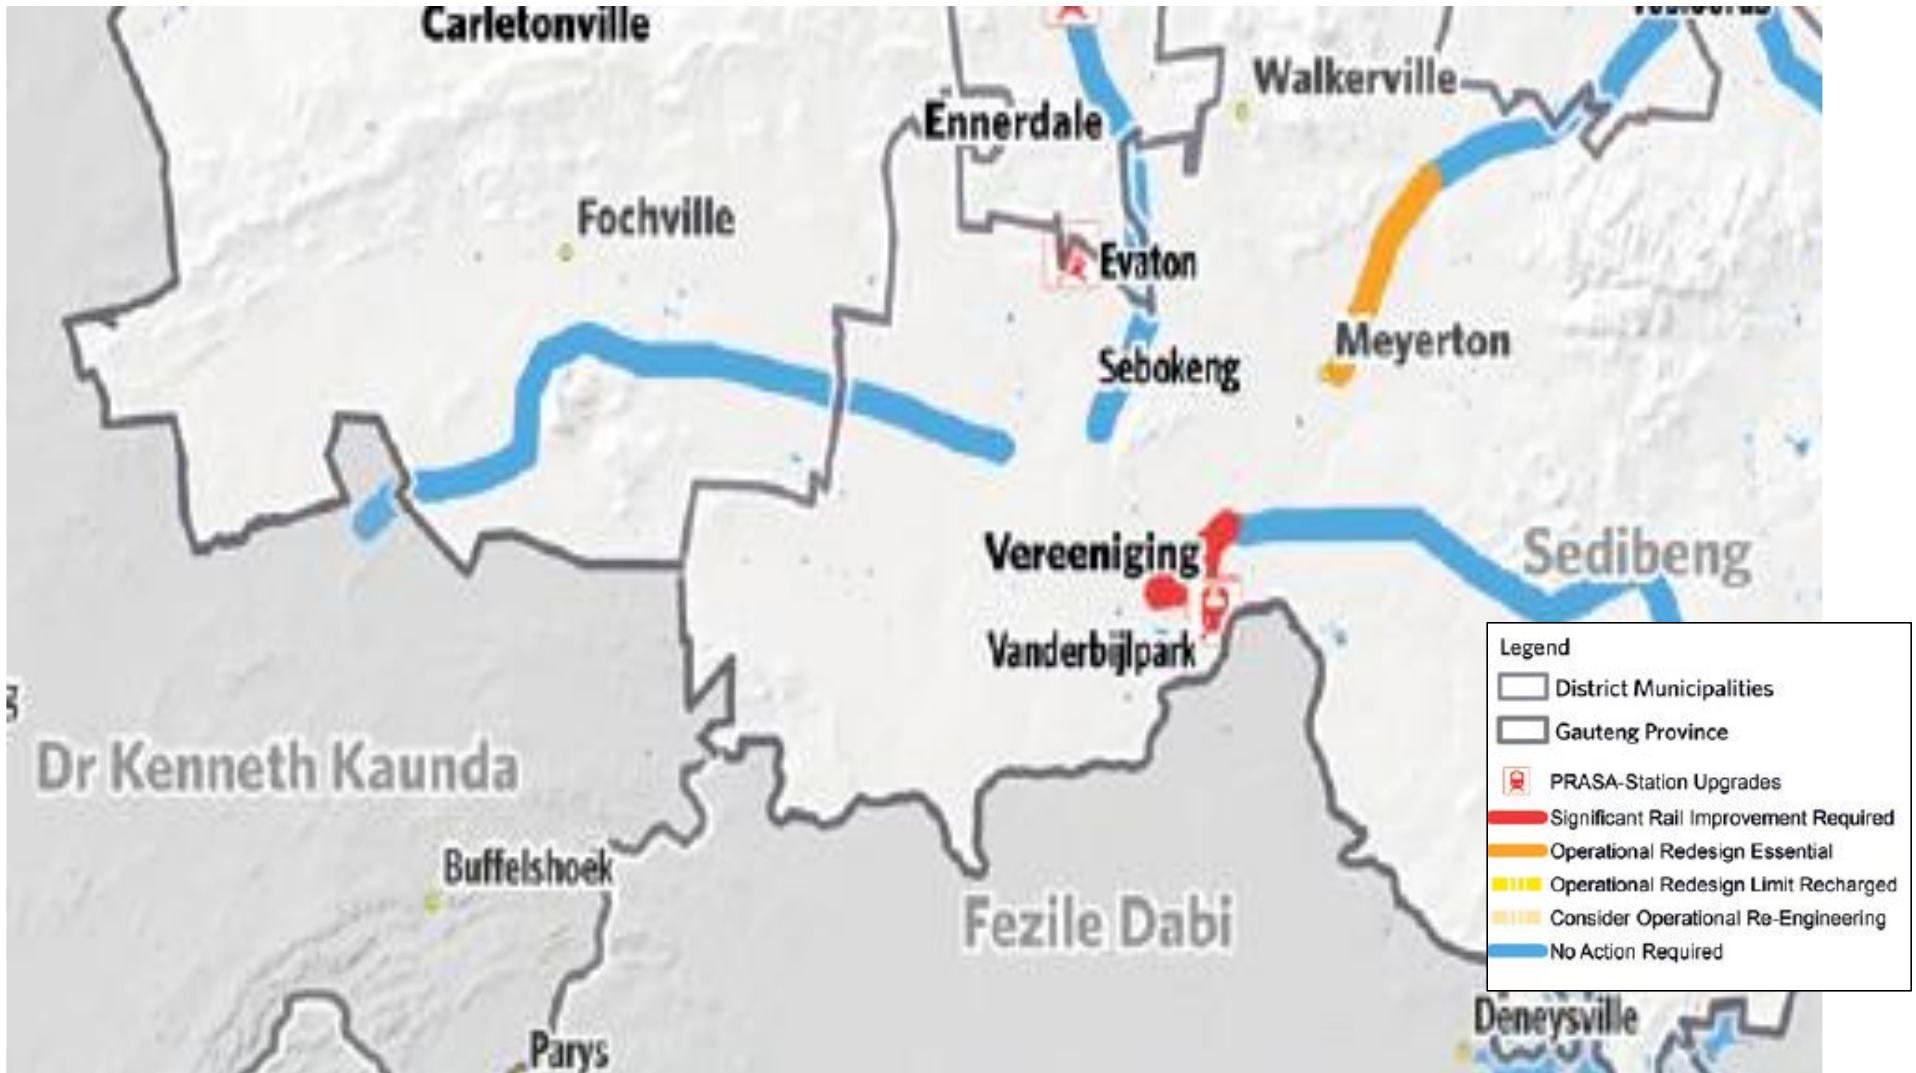 Carletonville
Walkerville
Ennerdale
Fochville
Evaton
Meyerton
Sebokeng
Vereeniging
Sedibeng
Vanderbijlpark
Dr Kenneth Kaunda
Buffelshoek
Fezile Dabi
Parys
Deneysville
Legend
District Municipalities
Gauteng Province
PRASA-Station Upgrades
Significant Rail Improvement Required
Operational Redesign Essential
Operational Redesign Limit Recharged
Consider Operational Re-Engineering
No Action Required